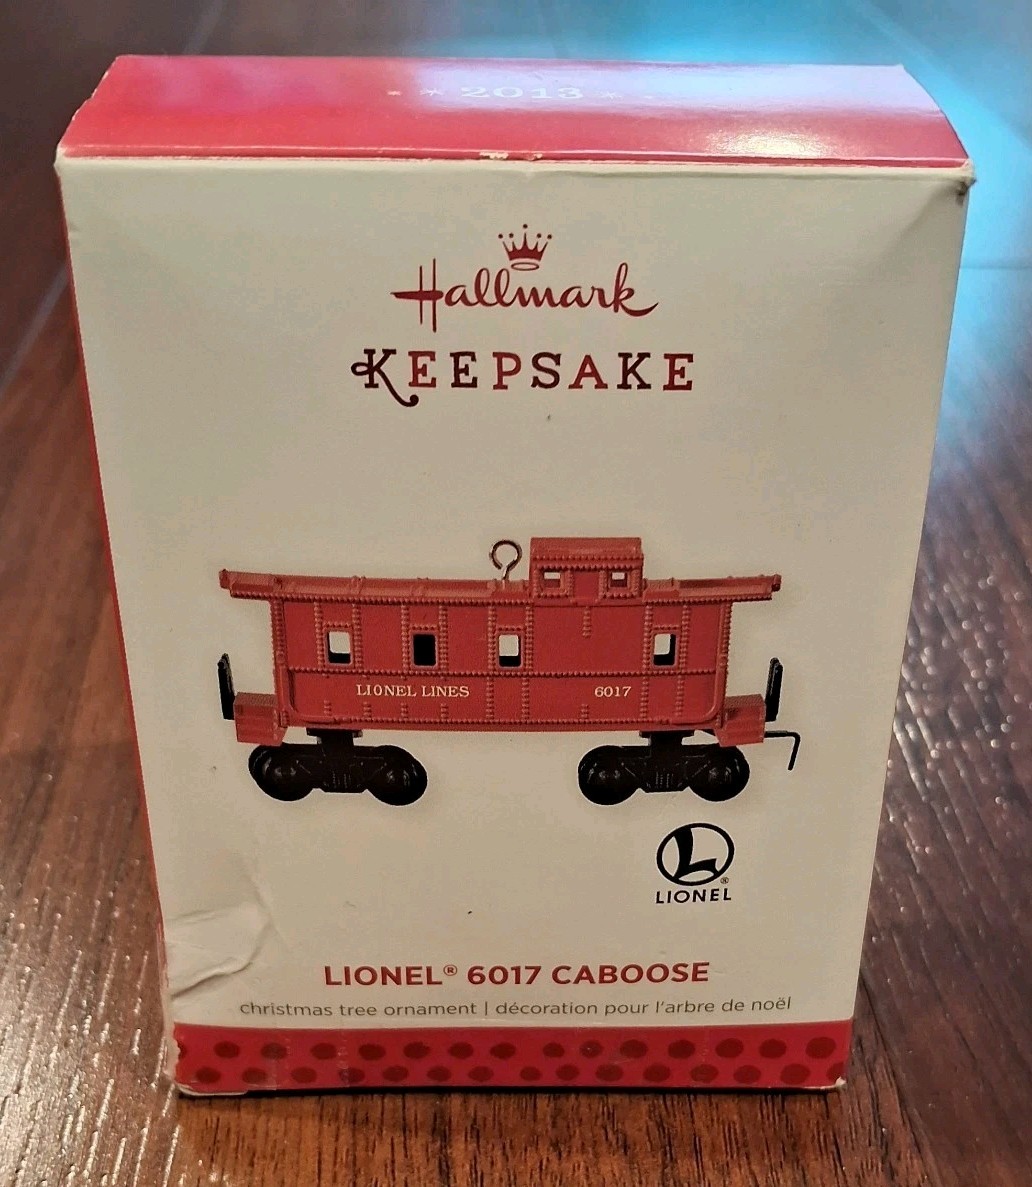 2013
Hallmark
KEEPSAKE
LIONEL LINES 6017
L
®
LIONEL
LIONEL® 6017 CABOOSE
christmas tree ornament | décoration pour l'arbre de noël